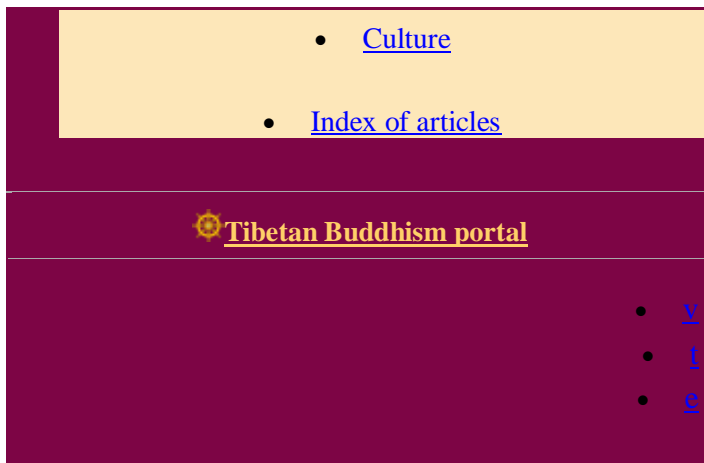 • Culture
• Index of articles
Tibetan Buddhism portal
• v
• t
• e